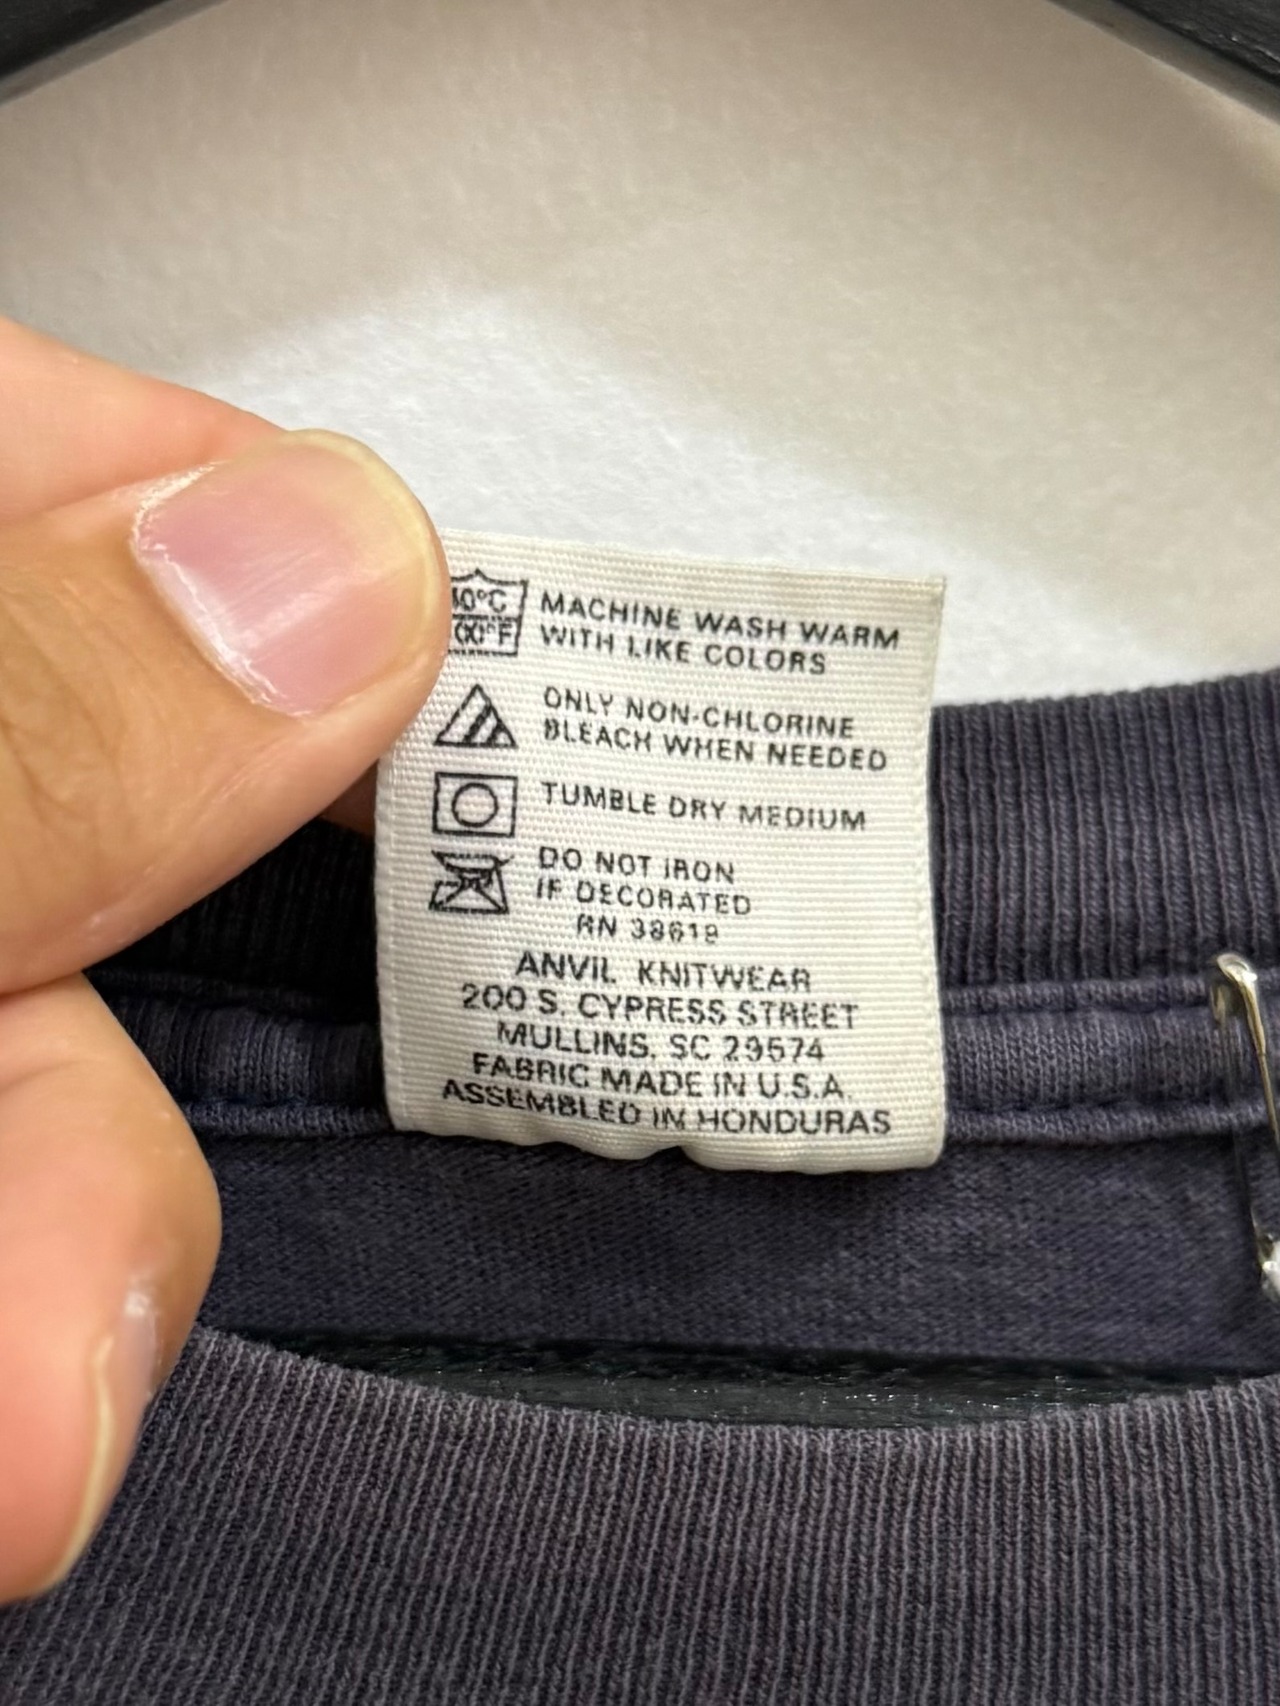 40°C
100°F
MACHINE WASH WARM
WITH LIKE COLORS
ONLY NON-CHLORINE
BLEACH WHEN NEEDED
TUMBLE DRY MEDIUM
DO NOT IRON
IF DECORATED
RN 38619
ANVIL KNITWEAR
200 S. CYPRESS STREET
MULLINS, SC 29574
FABRIC MADE IN U.S.A.
ASSEMBLED IN HONDURAS